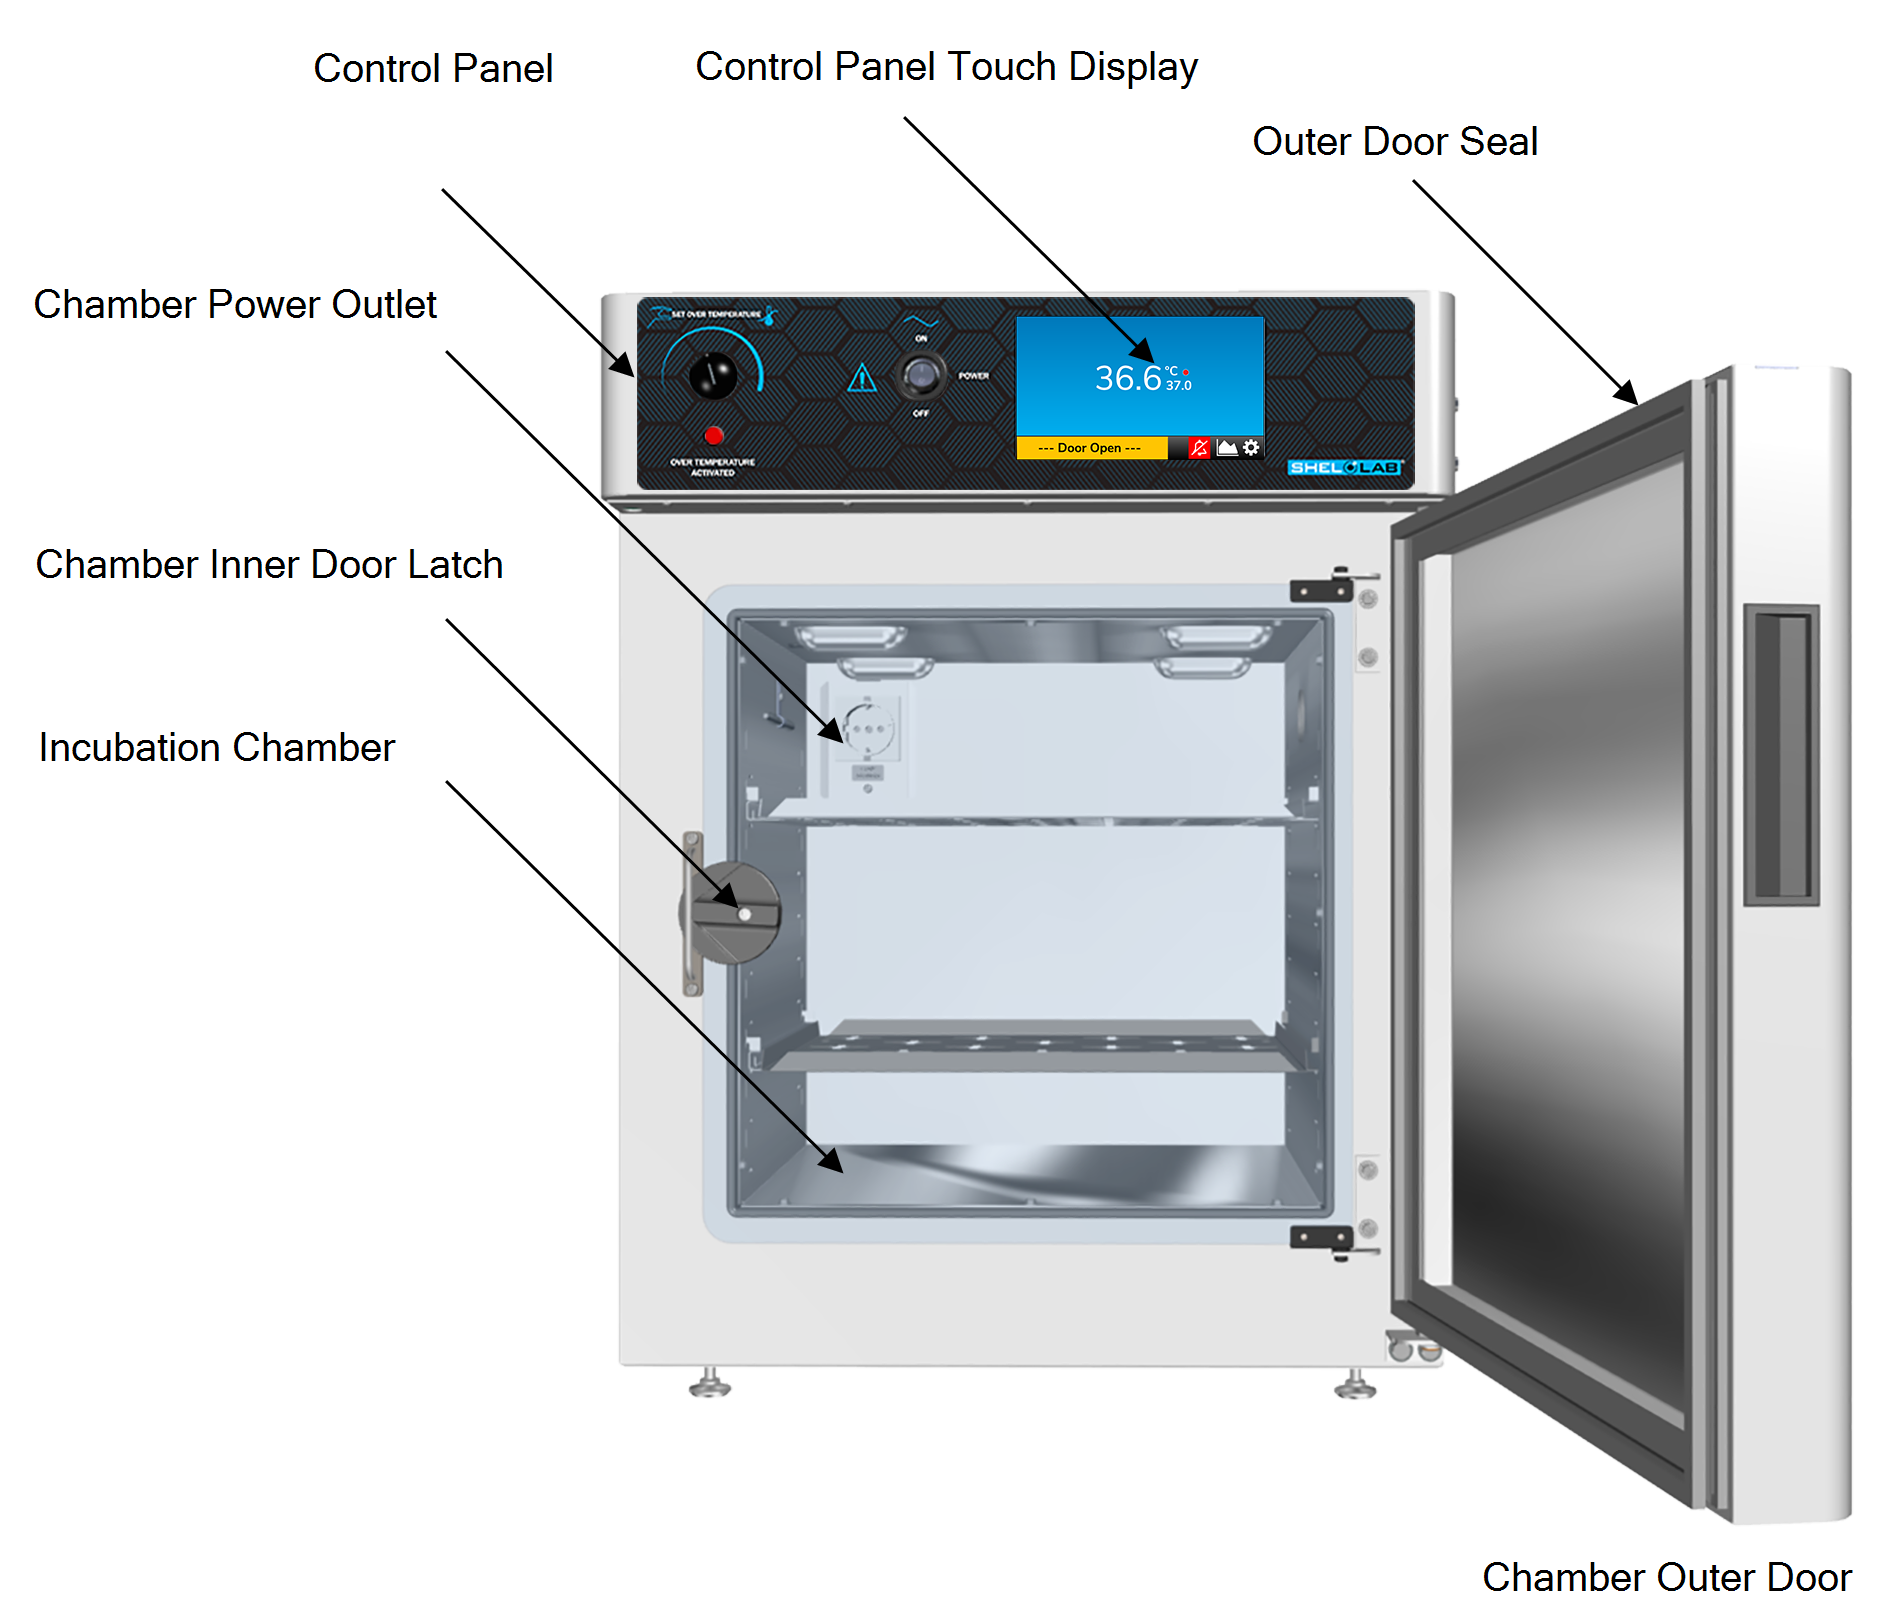 Control Panel
Control Panel Touch Display
Outer Door Seal
Chamber Power Outlet
SET OVER TEMPERATURE
ON
POWER
OFF
36.6 °C
37.0
--- Door Open ---
OVER TEMPERATURE
ACTIVATED
SHEL LAB
Chamber Inner Door Latch
Incubation Chamber
Chamber Outer Door